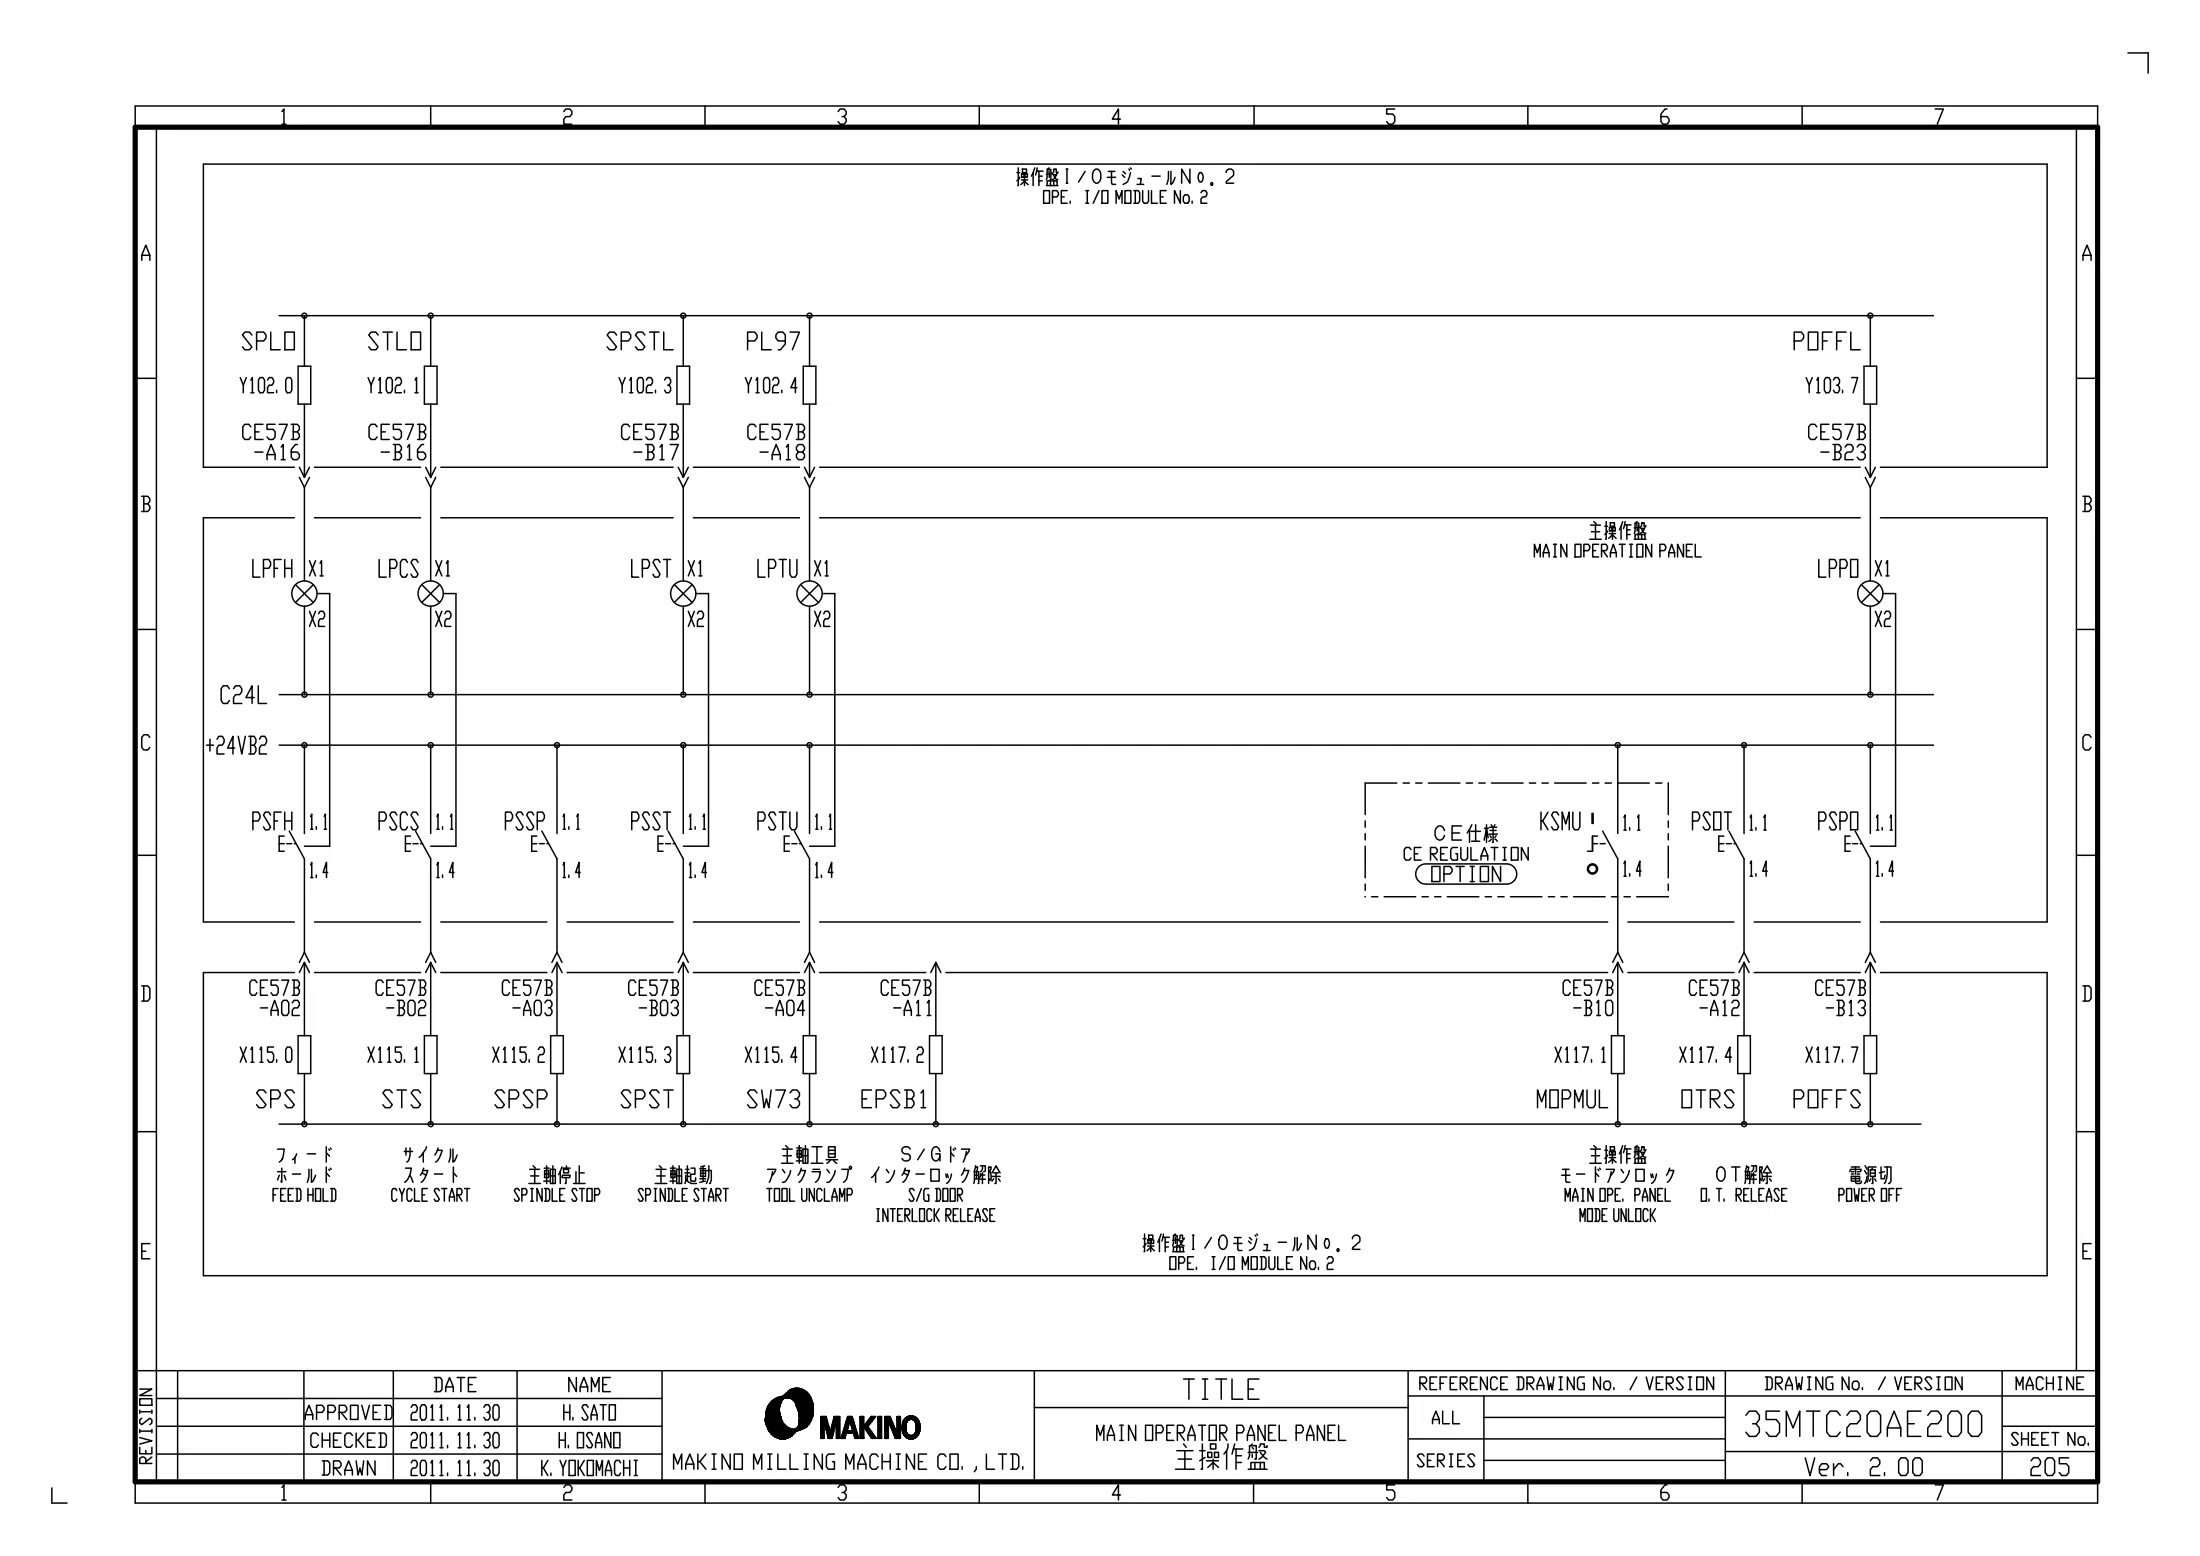 1 2 3 4 5 6 7
操作盤I/OモジュールNo.2
OPE. I/O MODULE No.2
A A
SPLO STLO SPSTL PL97 POFFL
Y102.0 Y102.1 Y102.3 Y102.4 Y103.7
CE57B CE57B CE57B CE57B CE57B
-A16 -B16 -B17 -A18 -B23
B B
主操作盤
MAIN OPERATION PANEL
LPFH X1 LPCS X1 LPST X1 LPTU X1 LPPO X1
X2 X2 X2 X2 X2
C24L
C +24VB2 C
PSFH 1.1 PSCS 1.1 PSSP 1.1 PSST 1.1 PSTU 1.1 KSMU 1.1 PSOT 1.1 PSPO 1.1
CE仕様
CE REGULATION
OPTION
1.4 1.4 1.4 1.4 1.4 1.4 1.4 1.4
D D
CE57B CE57B CE57B CE57B CE57B CE57B CE57B CE57B CE57B
-A02 -B02 -A03 -B03 -A04 -A11 -B10 -A12 -B13
X115.0 X115.1 X115.2 X115.3 X115.4 X117.2 X117.1 X117.4 X117.7
SPS STS SPSP SPST SW73 EPSB1 MOPMUL OTRS POFFS
フィード サイクル 主軸工具 S/Gドア 主操作盤
ホールド スタート 主軸停止 主軸起動 アンクランプ インターロック解除 モードアンロック OT解除 電源切
FEED HOLD CYCLE START SPINDLE STOP SPINDLE START TOOL UNCLAMP S/G DOOR MAIN OPE. PANEL O.T. RELEASE POWER OFF
INTERLOCK RELEASE MODE UNLOCK
操作盤I/OモジュールNo.2
OPE. I/O MODULE No.2
E E
REVISION
DATE NAME
APPROVED 2011.11.30 H.SATO
CHECKED 2011.11.30 H.OSANO
DRAWN 2011.11.30 K.YOKOMACHI
MAKINO
MAKINO MILLING MACHINE CO.,LTD.
TITLE
MAIN OPERATOR PANEL PANEL
主操作盤
REFERENCE DRAWING No. / VERSION
ALL
SERIES
DRAWING No. / VERSION
35MTC20AE200
Ver. 2.00
MACHINE
SHEET No.
205
1 2 3 4 5 6 7